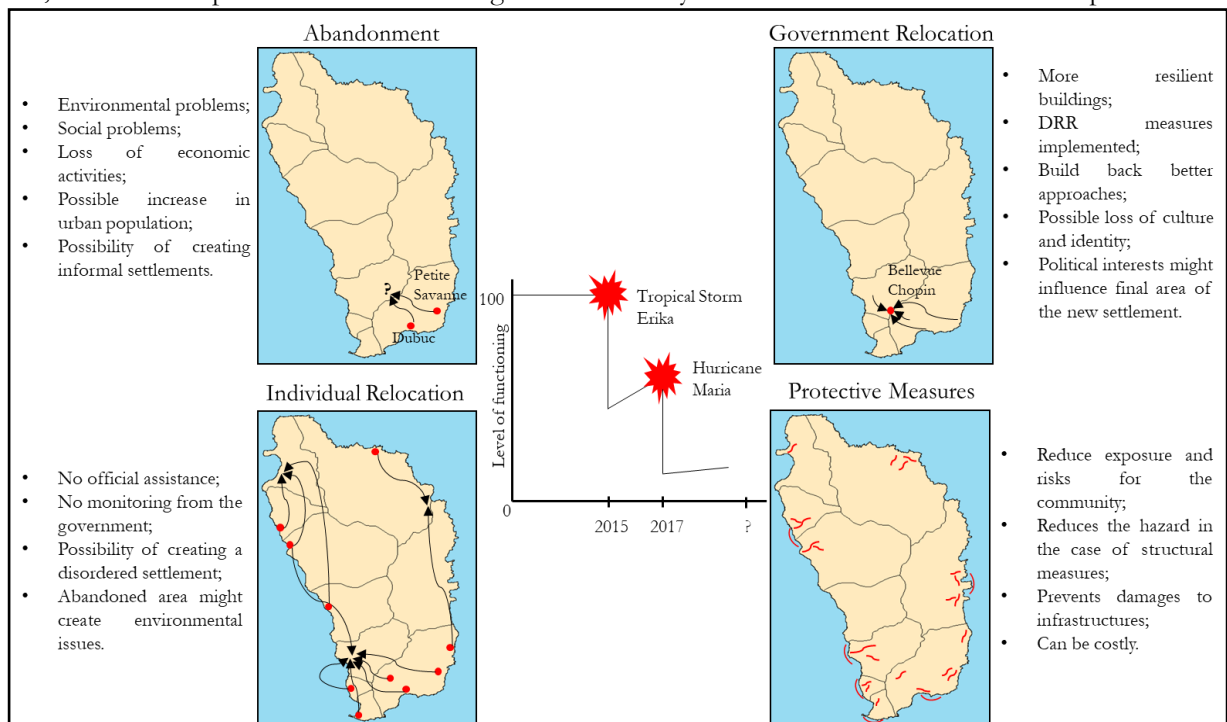 Abandonment
• Environmental problems;
• Social problems;
• Loss of economic
activities;
• Possible increase in
urban population;
• Possibility of creating
informal settlements.
?
Petite
Savanne
Dubuc
Government Relocation
Bellevue
Chopin
• More resilient
buildings;
• DRR measures
implemented;
• Build back better
approaches;
• Possible loss of culture
and identity;
• Political interests might
influence final area of
the new settlement.
Level of functioning
100
0
Tropical Storm
Erika
Hurricane
Maria
2015
2017
?
Individual Relocation
• No official assistance;
• No monitoring from the
government;
• Possibility of creating a
disordered settlement;
• Abandoned area might
create environmental
issues.
Protective Measures
• Reduce exposure and
risks for the
community;
• Reduces the hazard in
the case of structural
measures;
• Prevents damages to
infrastructures;
• Can be costly.